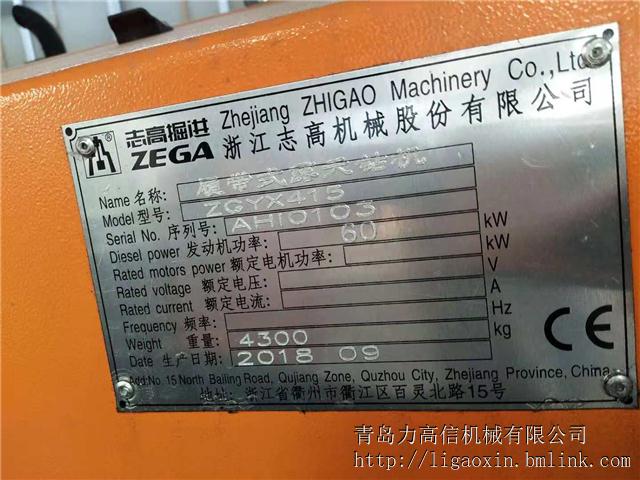 志高掘进 Zhejiang ZHIGAO Machinery Co.,Ltd.
ZEGA 浙江志高机械股份有限公司
Name 名称: 履带式露天钻机
Model 型号: ZGYX415
Serial No. 序列号: AHI0103
Diesel power 发动机功率: 60 kW
Rated motors power 额定电机功率: kW
Rated voltage 额定电压: V
Rated current 额定电流: A
Frequency 频率: Hz
Weight 重量: 4300 kg
Date 生产日期: 2018 09
CE
Add:No. 15 North Bailing Road, Qujiang Zone, Quzhou City, Zhejiang Province, China
地址: 浙江省衢州市衢江区百灵北路15号
青岛力高信机械有限公司
http://ligaoxin.bmlink.com